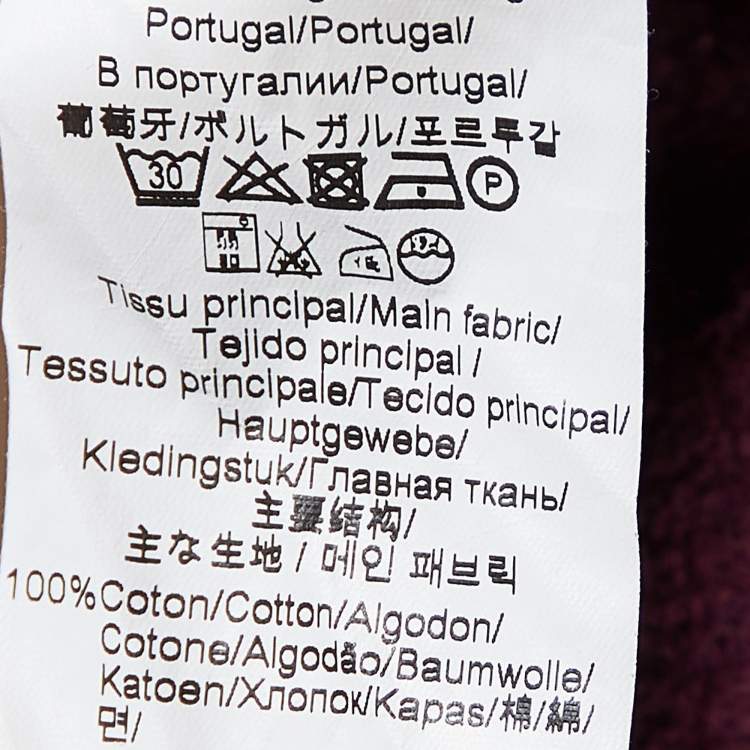 Portugal/Portugal/
В португалии/Portugal/
葡萄牙/ポルトガル/포르투갈
30 P
Tissu principal/Main fabric/
Tejido principal /
Tessuto principale/Tecido principal/
Hauptgewebe/
Kledingstuk/Главная ткань/
主要结构/
主な生地 / 메인 패브릭
100%Coton/Cotton/Algodon/
Cotone/Algodão/Baumwolle/
Katoen/Хлопок/Kapas/棉/綿/
면/